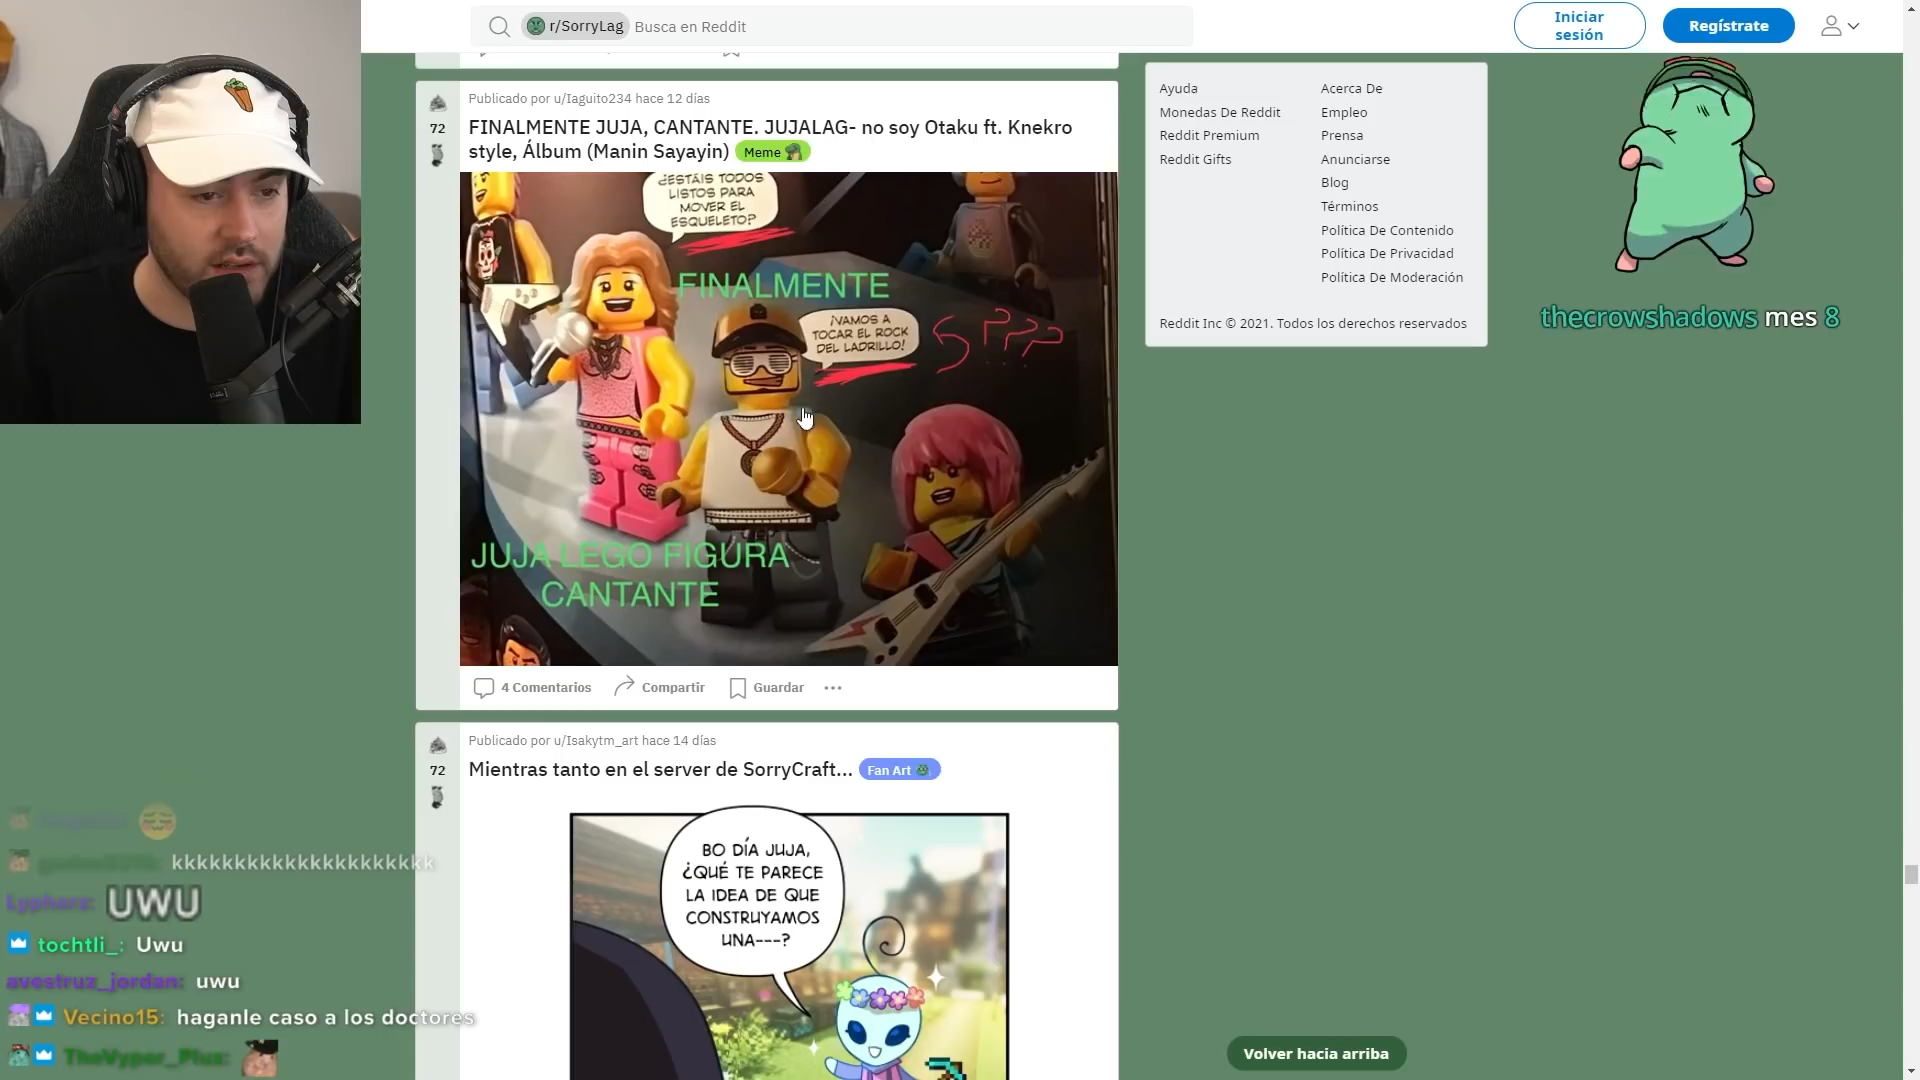 r/SorryLag Busca en Reddit
Iniciar sesión
Regístrate
Publicado por u/Iaguito234 hace 12 días
72
FINALMENTE JUJA, CANTANTE. JUJALAG- no soy Otaku ft. Knekro
style, Álbum (Manin Sayayin) Meme
¿ESTÁIS TODOS
LISTOS PARA
MOVER EL
ESQUELETO?
FINALMENTE
¡VAMOS A
TOCAR EL ROCK
DEL LADRILLO!
JUJA LEGO FIGURA
CANTANTE
4 Comentarios Compartir Guardar
Publicado por u/Isakytm_art hace 14 días
72
Mientras tanto en el server de SorryCraft... Fan Art
BO DÍA JUJA,
¿QUÉ TE PARECE
LA IDEA DE QUE
CONSTRUYAMOS
UNA---?
Ayuda
Monedas De Reddit
Reddit Premium
Reddit Gifts
Acerca De
Empleo
Prensa
Anunciarse
Blog
Términos
Política De Contenido
Política De Privacidad
Política De Moderación
Reddit Inc © 2021. Todos los derechos reservados
thecrowshadows mes 8
kkkkkkkkkkkkkkkkkkkkk
Lypharz: UWU
tochtli_: Uwu
avestruz_jordan: uwu
Vecino15: haganle caso a los doctores
TheVyper_Plus:
Volver hacia arriba